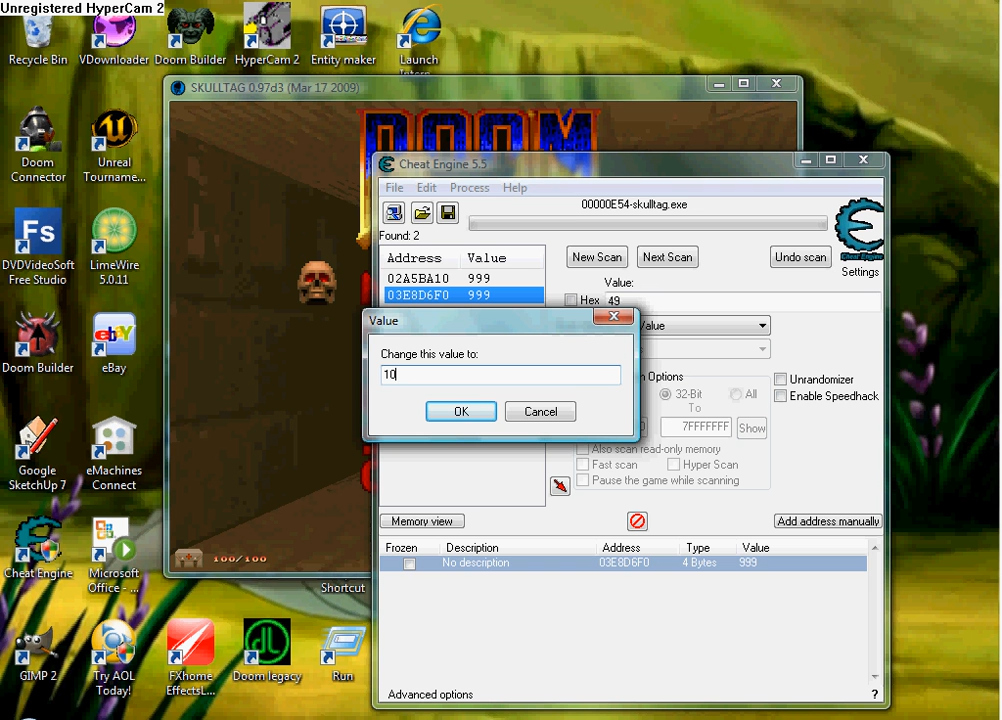 Unregistered HyperCam 2
Recycle Bin
VDownloader
Doom Builder
HyperCam 2
Entity maker
Launch
SKULLTAG 0.97d3 (Mar 17 2009)
DOOM
Doom
Connector
Unreal
Tourname...
Cheat Engine 5.5
File Edit Process Help
00000E54-skulltag.exe
Found: 2
Address Value
02A5BA10 999
03E8D6F0 999
New Scan
Next Scan
Undo scan
Cheat Engine
Settings
Value:
Hex 49
Fs
DVDVideoSoft
Free Studio
LimeWire
5.0.11
Value
Change this value to:
10
OK
Cancel
Value
Options
32-Bit
All
To
7FFFFFFF
Show
Also scan read-only memory
Fast scan
Hyper Scan
Pause the game while scanning
Unrandomizer
Enable Speedhack
Doom Builder
ebY
eBay
Google
SketchUp 7
eMachines
Connect
Memory view
Add address manually
Frozen Description Address Type Value
No description 03E8D6F0 4 Bytes 999
100/100
Cheat Engine
Microsoft
Office - ...
Shortcut
GIMP 2
Try AOL
Today!
FXhome
EffectsL...
Doom legacy
Run
Advanced options
?